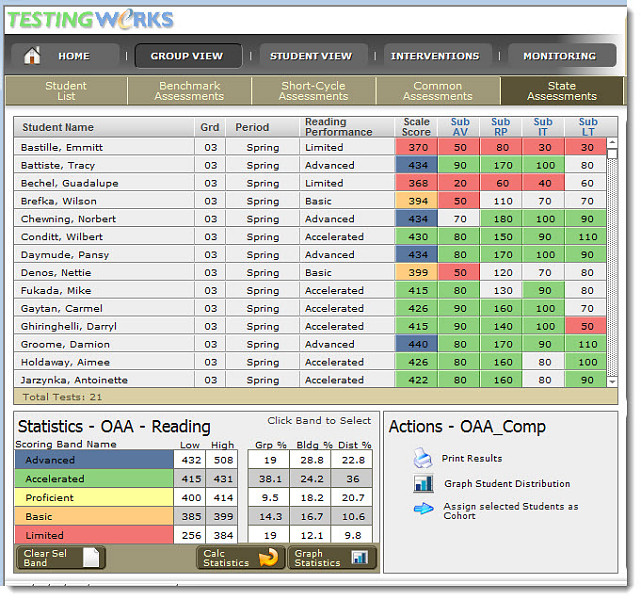 TESTINGWORKS
HOME | GROUP VIEW | STUDENT VIEW | INTERVENTIONS | MONITORING
Student List Benchmark Assessments Short-Cycle Assessments Common Assessments State Assessments
Student Name Grd Period Reading Performance Scale Score Sub AV Sub RP Sub IT Sub LT
Bastille, Emmitt 03 Spring Limited 370 50 80 30 30
Battiste, Tracy 03 Spring Advanced 434 90 170 100 80
Bechel, Guadalupe 03 Spring Limited 368 20 60 40 60
Brefka, Wilson 03 Spring Basic 394 50 110 70 70
Chewning, Norbert 03 Spring Advanced 434 70 180 100 90
Conditt, Wilbert 03 Spring Accelerated 430 80 150 90 110
Daymude, Pansy 03 Spring Advanced 434 80 170 100 90
Denos, Nettie 03 Spring Basic 399 50 120 70 80
Fukada, Mike 03 Spring Accelerated 415 80 130 90 80
Gaytan, Carmel 03 Spring Accelerated 426 90 160 100 70
Ghiringhelli, Darryl 03 Spring Accelerated 415 90 140 100 50
Groome, Damion 03 Spring Advanced 440 80 170 90 110
Holdaway, Aimee 03 Spring Accelerated 426 80 160 80 100
Jarzynka, Antoinette 03 Spring Accelerated 422 80 160 80 90
Total Tests: 21
Statistics - OAA - Reading Click Band to Select
Scoring Band Name Low High Grp % Bldg % Dist %
Advanced 432 508 19 28.8 22.8
Accelerated 415 431 38.1 24.2 36
Proficient 400 414 9.5 18.2 20.7
Basic 385 399 14.3 16.7 10.6
Limited 256 384 19 12.1 9.8
Clear Sel Band Calc Statistics Graph Statistics
Actions - OAA_Comp
Print Results
Graph Student Distribution
Assign selected Students as
Cohort